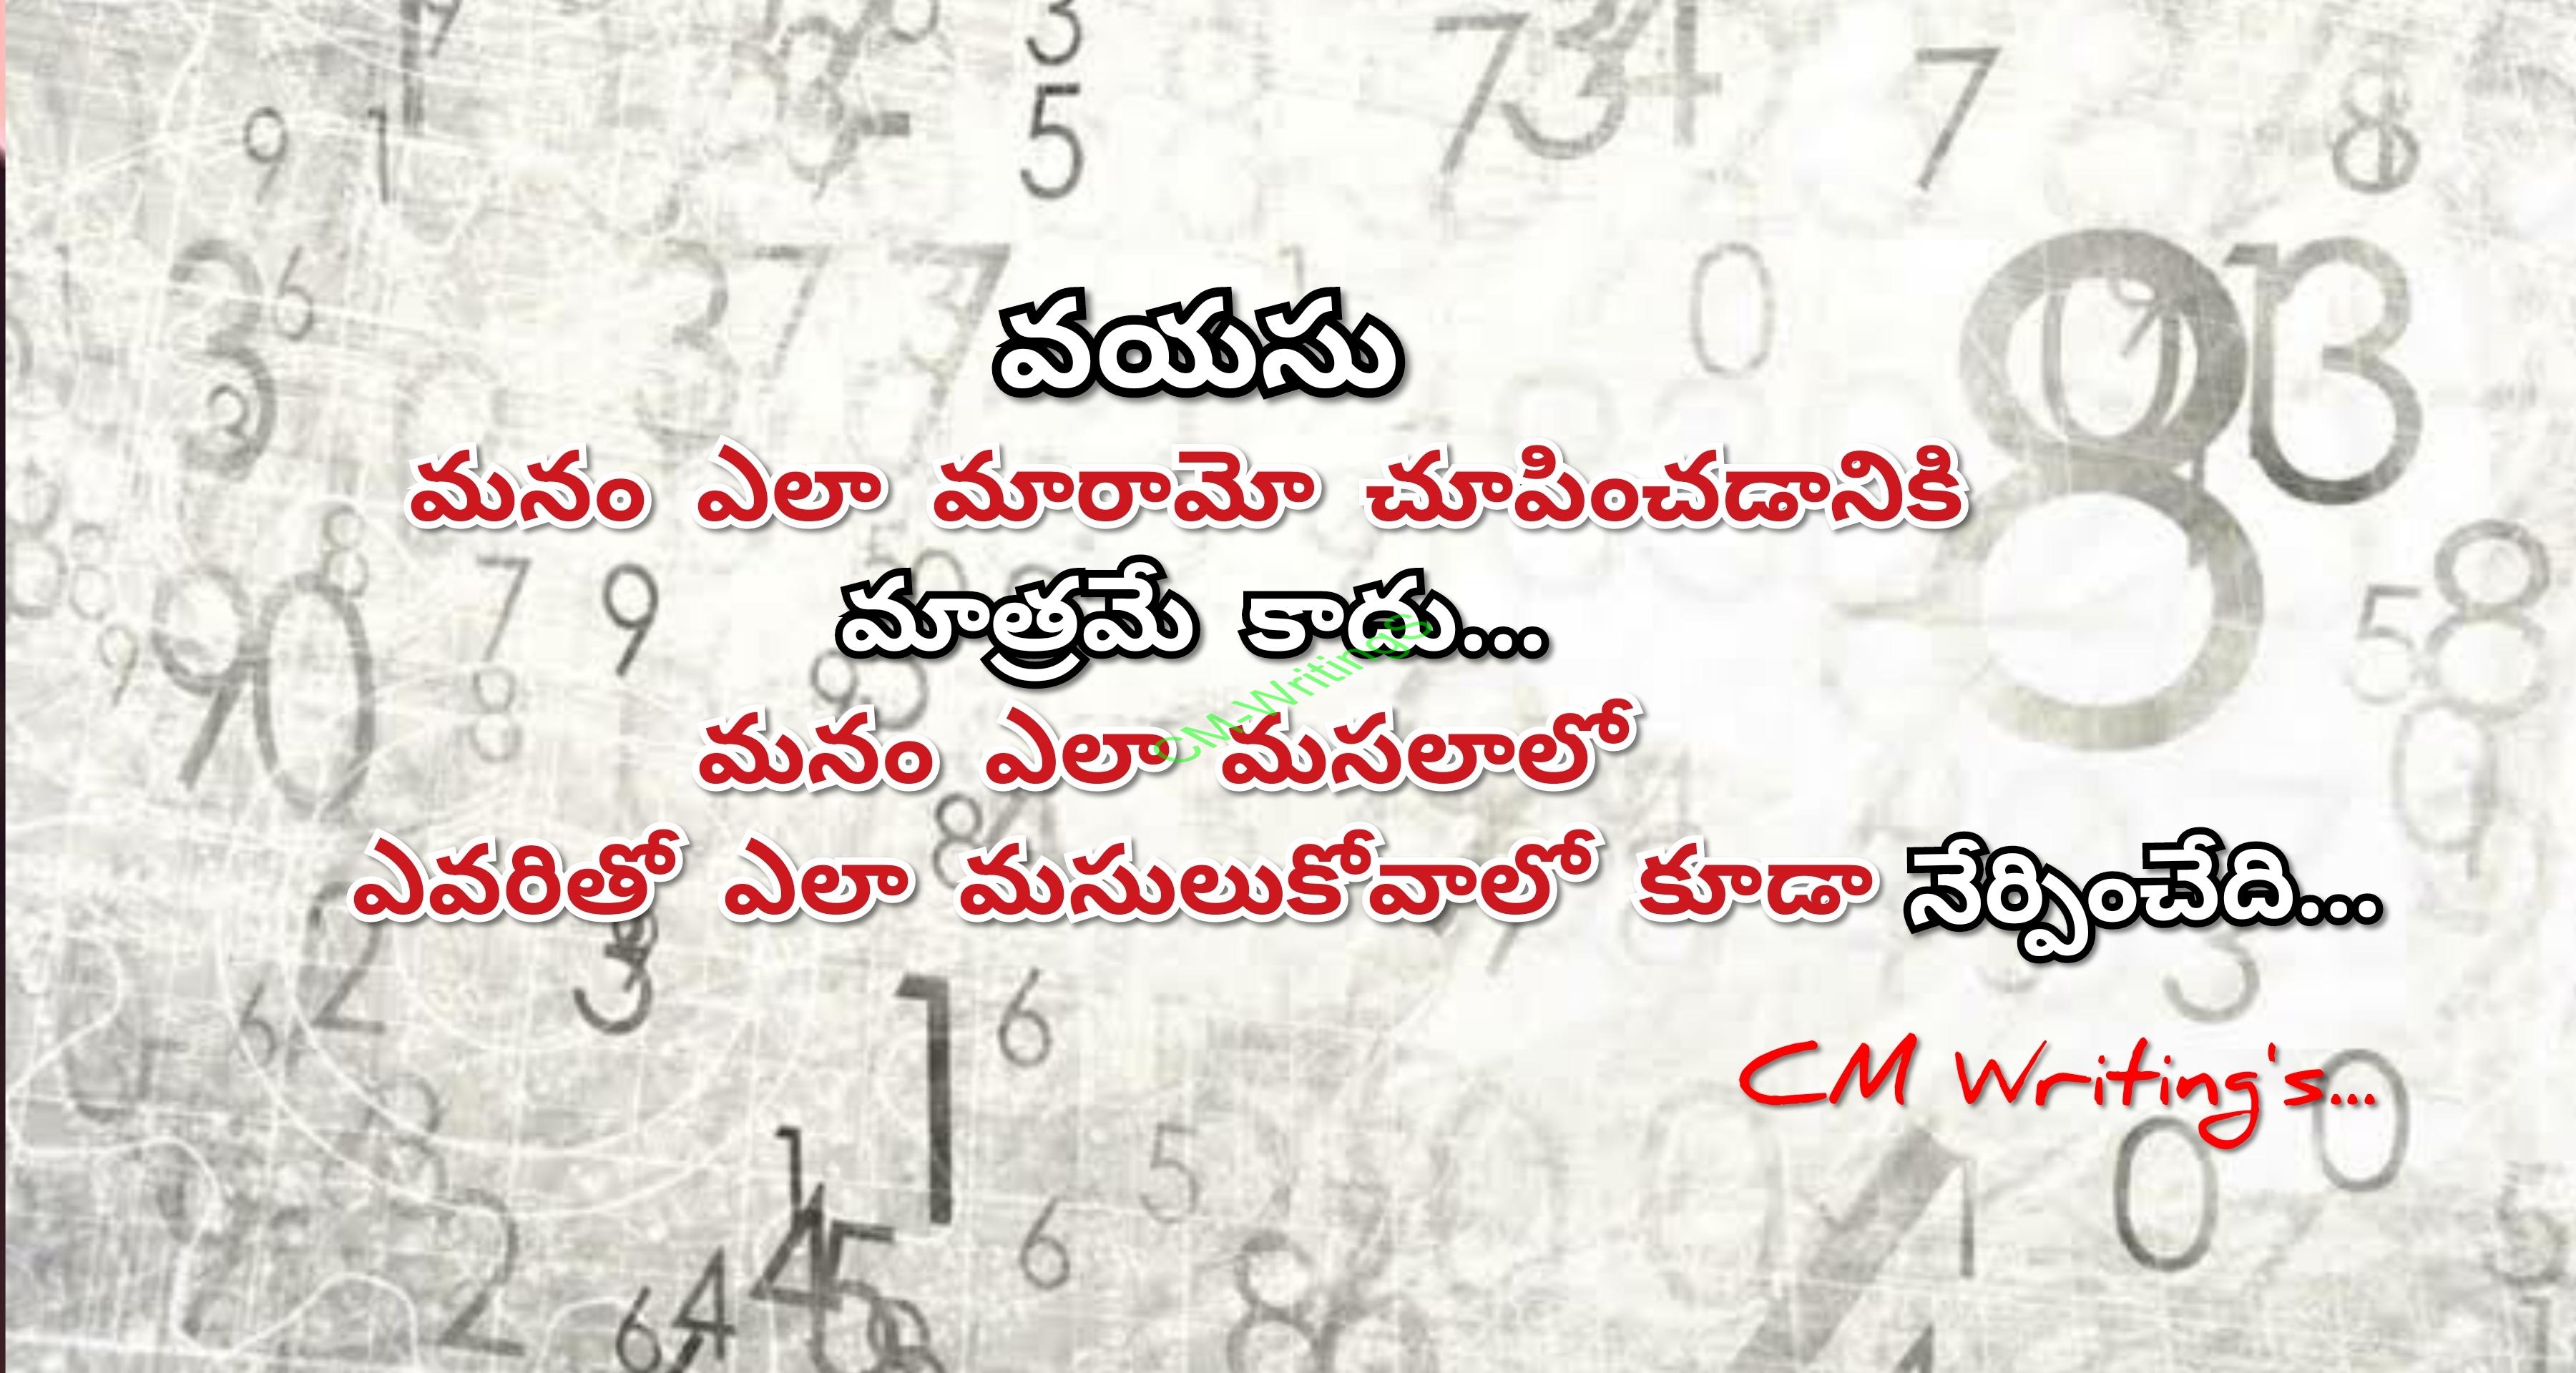 వయసు
మనం ఎలా మారామో చూపించడానికి
మాత్రమే కాదు...
మనం ఎలా మసలాలో
ఎవరితో ఎలా మసులుకోవాలో కూడా నేర్పించేది...
CM-Writings
CM Writing's...